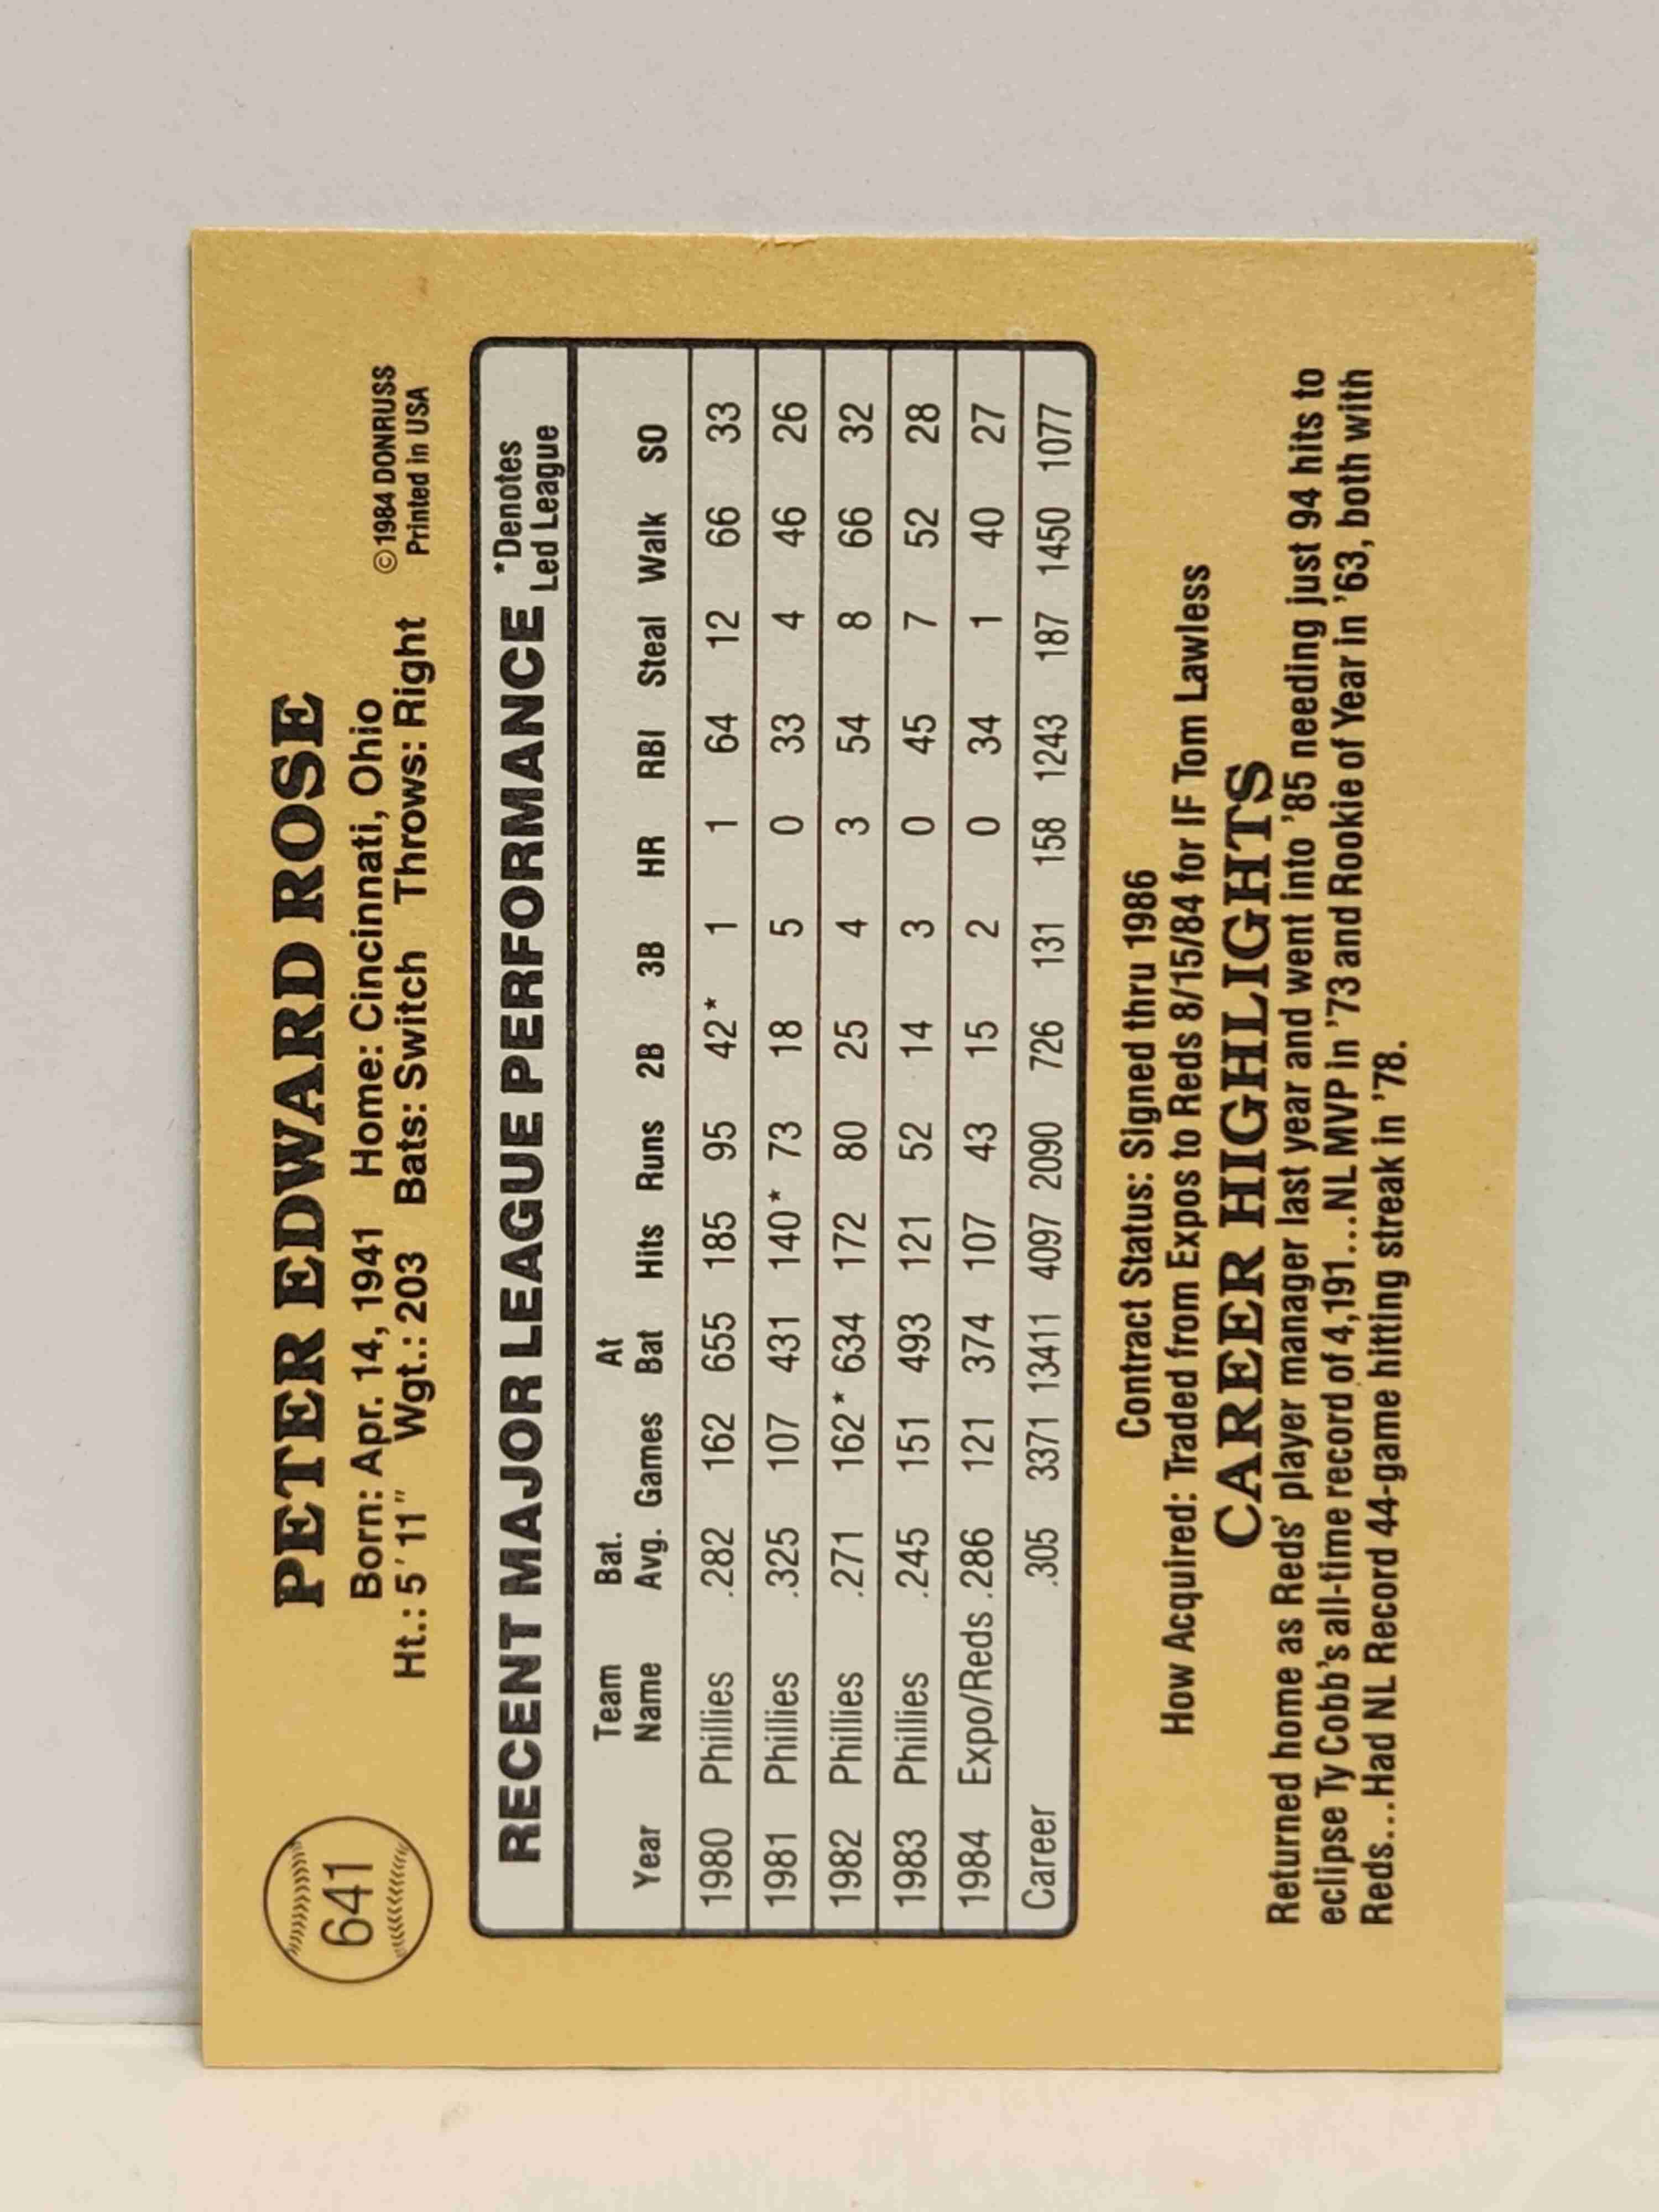 641
PETER EDWARD ROSE
Born: Apr. 14, 1941 Home: Cincinnati, Ohio ©1984 DONRUSS
Ht.: 5'11" Wgt.: 203 Bats: Switch Throws: Right Printed in USA
RECENT MAJOR LEAGUE PERFORMANCE *Denotes
Led League
Team Bat. At
Year Name Avg. Games Bat Hits Runs 2B 3B HR RBI Steal Walk SO
1980 Phillies .282 162 655 185 95 42* 1 1 64 12 66 33
1981 Phillies .325 107 431 140* 73 18 5 0 33 4 46 26
1982 Phillies .271 162* 634 172 80 25 4 3 54 8 66 32
1983 Phillies .245 151 493 121 52 14 3 0 45 7 52 28
1984 Expo/Reds .286 121 374 107 43 15 2 0 34 1 40 27
Career .305 3371 13411 4097 2090 726 131 158 1243 187 1450 1077
Contract Status: Signed thru 1986
How Acquired: Traded from Expos to Reds 8/15/84 for IF Tom Lawless
CAREER HIGHLIGHTS
Returned home as Reds' player manager last year and went into '85 needing just 94 hits to
eclipse Ty Cobb's all-time record of 4,191...NL MVP in '73 and Rookie of Year in '63, both with
Reds...Had NL Record 44-game hitting streak in '78.